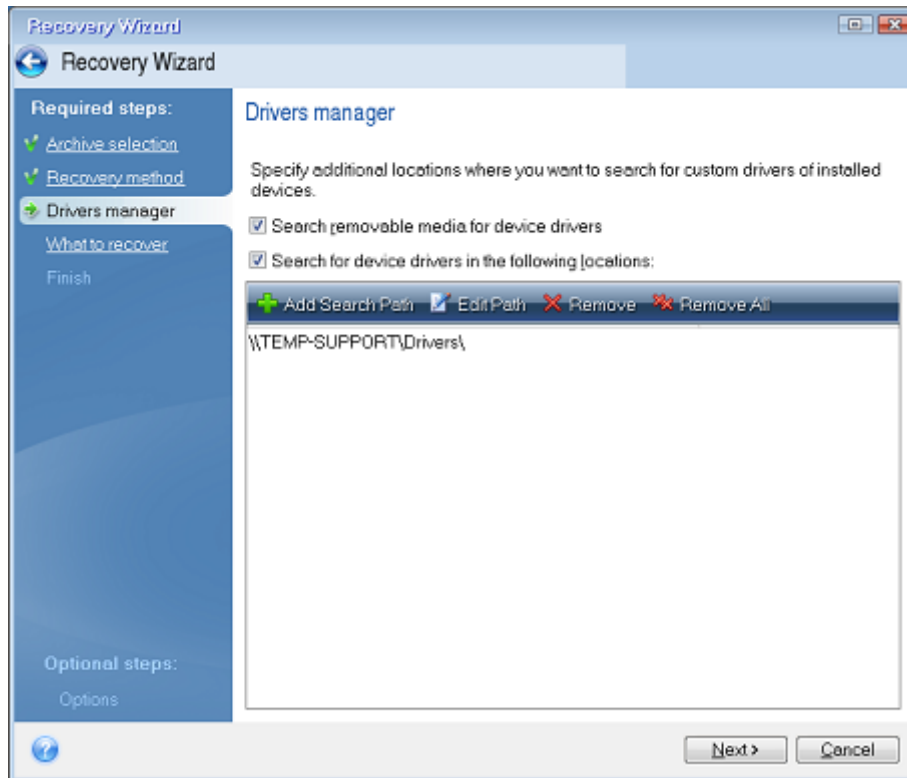 Recovery Wizard
Recovery Wizard
Required steps:
Archive selection
Recovery method
Drivers manager
What to recover
Finish
Optional steps:
Options
Drivers manager
Specify additional locations where you want to search for custom drivers of installed
devices.
Search removable media for device drivers
Search for device drivers in the following locations:
Add Search Path Edit Path Remove Remove All
\\TEMP-SUPPORT\Drivers\
Next > Cancel